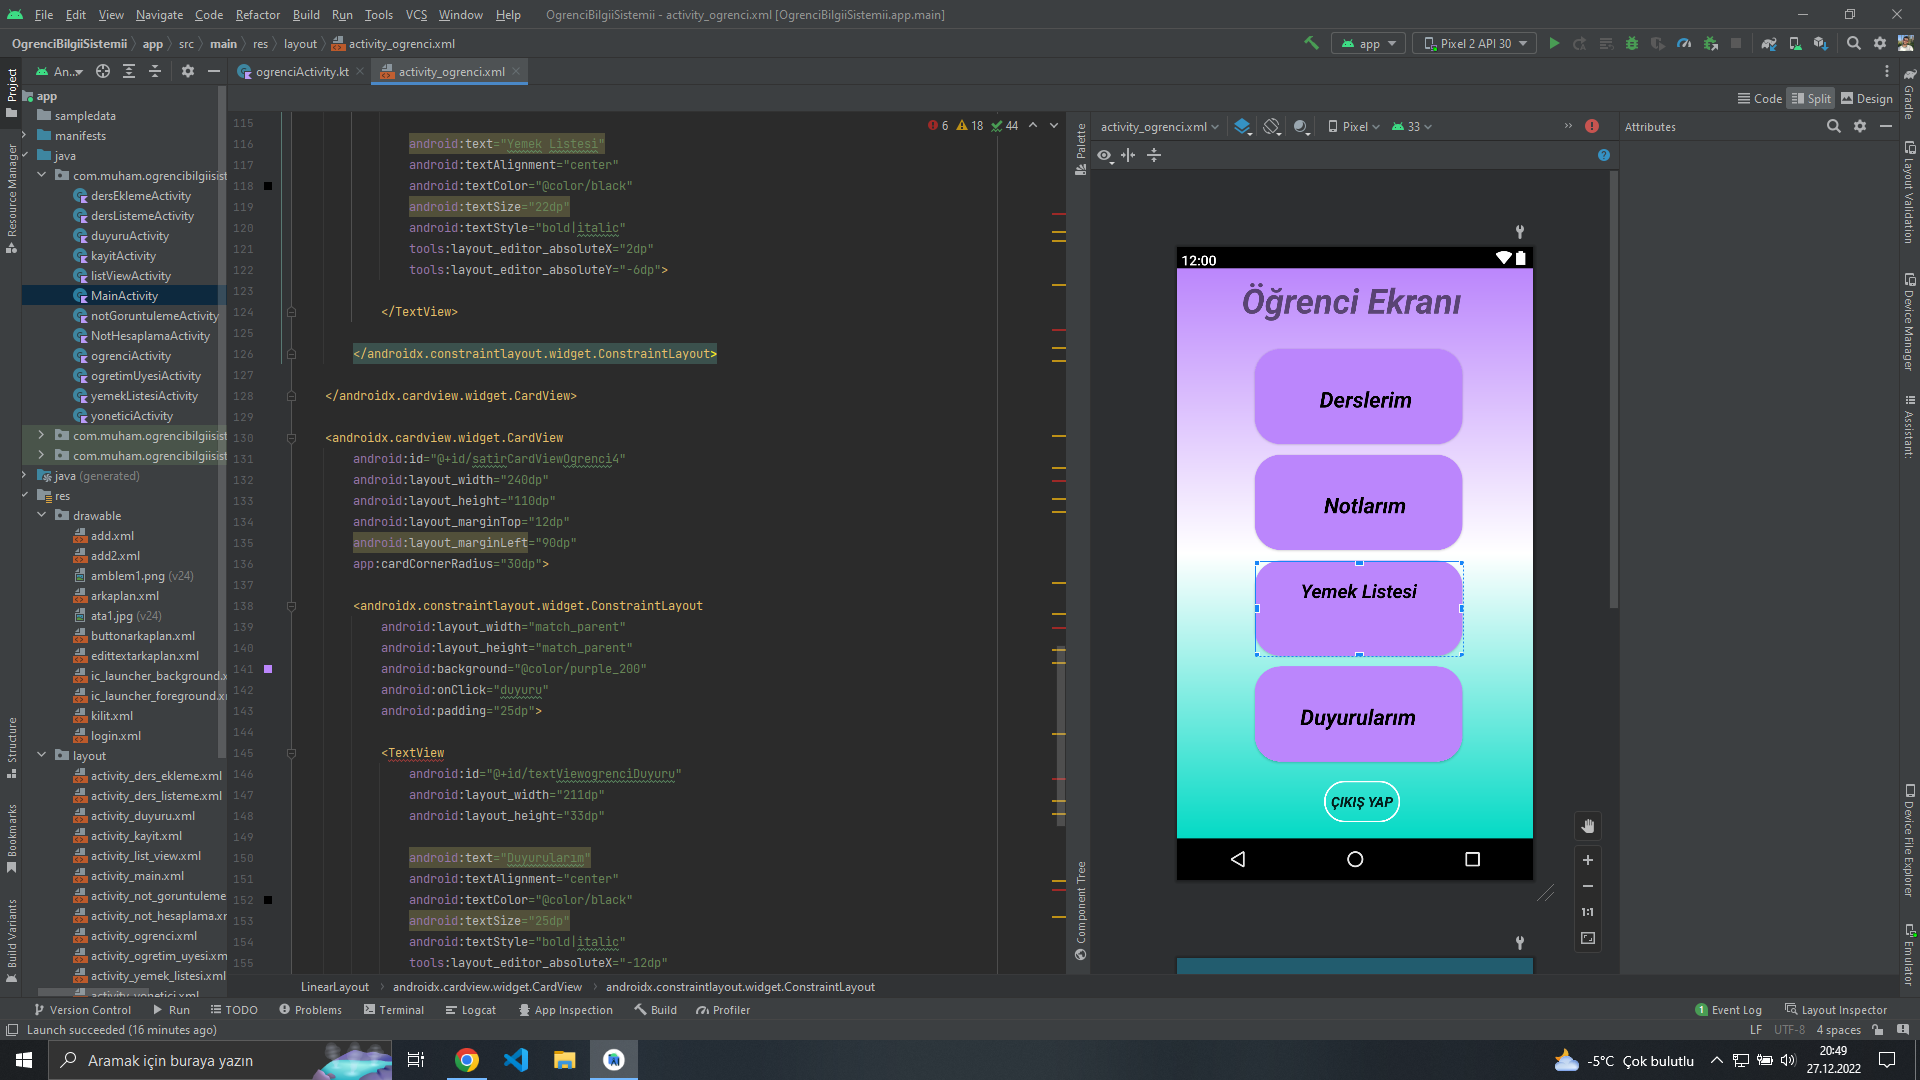 File Edit View Navigate Code Refactor Build Run Tools VCS Window Help OgrenciBilgiSistemii - activity_ogrenci.xml [OgrenciBilgiiSistemii.app.main]
OgrenciBilgiiSistemii app src main res layout activity_ogrenci.xml
app Pixel 2 API 30
Project An... ogrenciActivity.kt activity_ogrenci.xml
Code Split Design
app
sampledata
manifests
java
com.muham.ogrencibilgiisist
dersEklemeActivity
dersListemeActivity
duyuruActivity
kayitActivity
listViewActivity
MainActivity
notGoruntulemeActivity
NotHesaplamaActivity
ogrenciActivity
ogretimUyesiActivity
yemekListesiActivity
yoneticiActivity
com.muham.ogrencibilgiisist
com.muham.ogrencibilgiisist
java (generated)
res
drawable
add.xml
add2.xml
amblem1.png (v24)
arkaplan.xml
ata1.jpg (v24)
buttonarkaplan.xml
edittextarkaplan.xml
ic_launcher_background.x
ic_launcher_foreground.x
kilit.xml
login.xml
layout
activity_ders_ekleme.xml
activity_ders_listeme.xml
activity_duyuru.xml
activity_kayit.xml
activity_list_view.xml
activity_main.xml
activity_not_goruntuleme
activity_not_hesaplama.xr
activity_ogrenci.xml
activity_ogretim_uyesi.xm
activity_yemek_listesi.xml
activity_yonetici.xml
Resource Manager
Structure
Bookmarks
Build Variants
6 18 44
115
116 android:text="Yemek Listesi"
117 android:textAlignment="center"
118 android:textColor="@color/black"
119 android:textSize="22dp"
120 android:textStyle="bold|italic"
121 tools:layout_editor_absoluteX="2dp"
122 tools:layout_editor_absoluteY="-6dp">
123
124 </TextView>
125
126 </androidx.constraintlayout.widget.ConstraintLayout>
127
128 </androidx.cardview.widget.CardView>
129
130 <androidx.cardview.widget.CardView
131 android:id="@+id/satirCardViewOgrenci4"
132 android:layout_width="240dp"
133 android:layout_height="110dp"
134 android:layout_marginTop="12dp"
135 android:layout_marginLeft="90dp"
136 app:cardCornerRadius="30dp">
137
138 <androidx.constraintlayout.widget.ConstraintLayout
139 android:layout_width="match_parent"
140 android:layout_height="match_parent"
141 android:background="@color/purple_200"
142 android:onClick="duyuru"
143 android:padding="25dp">
144
145 <TextView
146 android:id="@+id/textViewogrenciDuyuru"
147 android:layout_width="211dp"
148 android:layout_height="33dp"
149
150 android:text="Duyurularım"
151 android:textAlignment="center"
152 android:textColor="@color/black"
153 android:textSize="25dp"
154 android:textStyle="bold|italic"
155 tools:layout_editor_absoluteX="-12dp"
LinearLayout androidx.cardview.widget.CardView androidx.constraintlayout.widget.ConstraintLayout
Palette
Component Tree
activity_ogrenci.xml Pixel 33
12:00
Öğrenci Ekranı
Derslerim
Notlarım
Yemek Listesi
Duyurularım
ÇIKIŞ YAP
1:1
Attributes
Gradle
Layout Validation
Device Manager
Assistant:
Device File Explorer
Emulator
Version Control Run TODO Problems Terminal Logcat App Inspection Build Profiler 1 Event Log Layout Inspector
Launch succeeded (16 minutes ago) LF UTF-8 4 spaces
Aramak için buraya yazın -5°C Çok bulutlu 20:49
27.12.2022